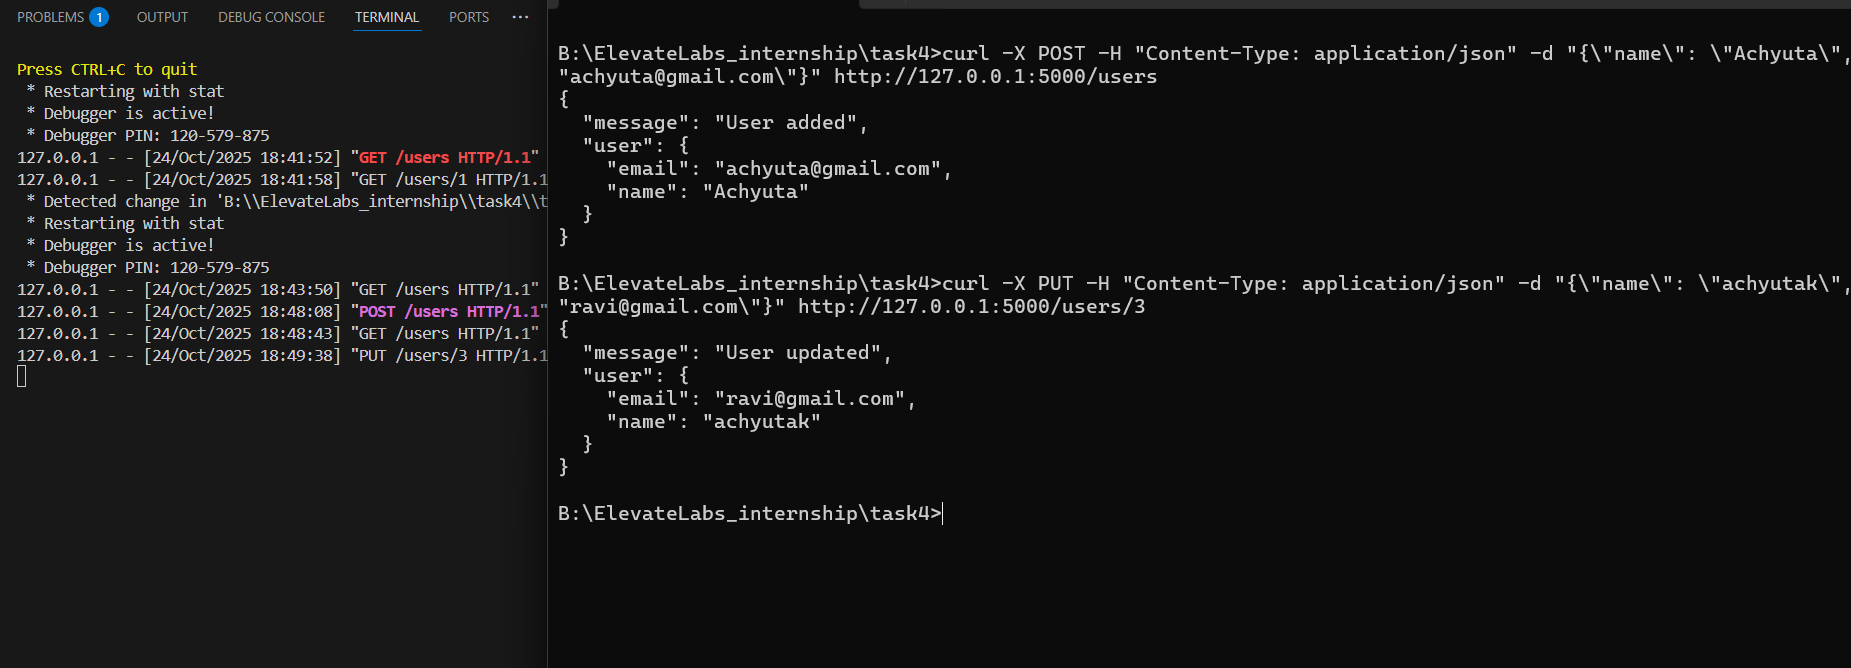 PROBLEMS 1 OUTPUT DEBUG CONSOLE TERMINAL PORTS ···
Press CTRL+C to quit
 * Restarting with stat
 * Debugger is active!
 * Debugger PIN: 120-579-875
127.0.0.1 - - [24/Oct/2025 18:41:52] "GET /users HTTP/1.1"
127.0.0.1 - - [24/Oct/2025 18:41:58] "GET /users/1 HTTP/1.1
 * Detected change in 'B:\\ElevateLabs_internship\\task4\\t
 * Restarting with stat
 * Debugger is active!
 * Debugger PIN: 120-579-875
127.0.0.1 - - [24/Oct/2025 18:43:50] "GET /users HTTP/1.1"
127.0.0.1 - - [24/Oct/2025 18:48:08] "POST /users HTTP/1.1"
127.0.0.1 - - [24/Oct/2025 18:48:43] "GET /users HTTP/1.1"
127.0.0.1 - - [24/Oct/2025 18:49:38] "PUT /users/3 HTTP/1.1
B:\ElevateLabs_internship\task4>curl -X POST -H "Content-Type: application/json" -d "{\"name\": \"Achyuta\",
"achyuta@gmail.com\"}" http://127.0.0.1:5000/users
{
  "message": "User added",
  "user": {
    "email": "achyuta@gmail.com",
    "name": "Achyuta"
  }
}
B:\ElevateLabs_internship\task4>curl -X PUT -H "Content-Type: application/json" -d "{\"name\": \"achyutak\",
"ravi@gmail.com\"}" http://127.0.0.1:5000/users/3
{
  "message": "User updated",
  "user": {
    "email": "ravi@gmail.com",
    "name": "achyutak"
  }
}
B:\ElevateLabs_internship\task4>